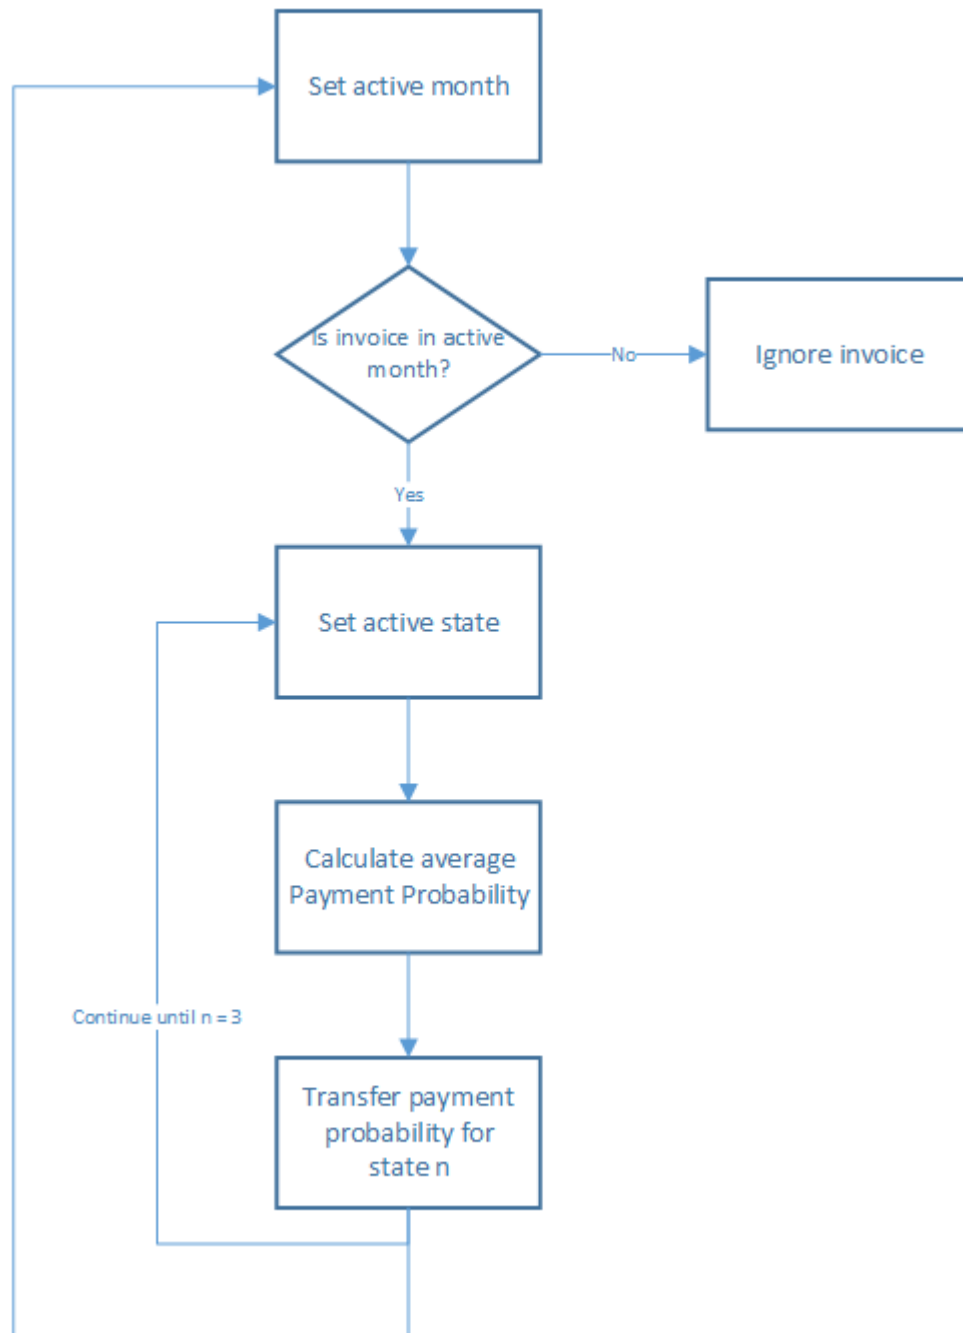 Set active month
Is invoice in active
month?
No
Ignore invoice
Yes
Set active state
Calculate average
Payment Probability
Continue until n = 3
Transfer payment
probability for
state n